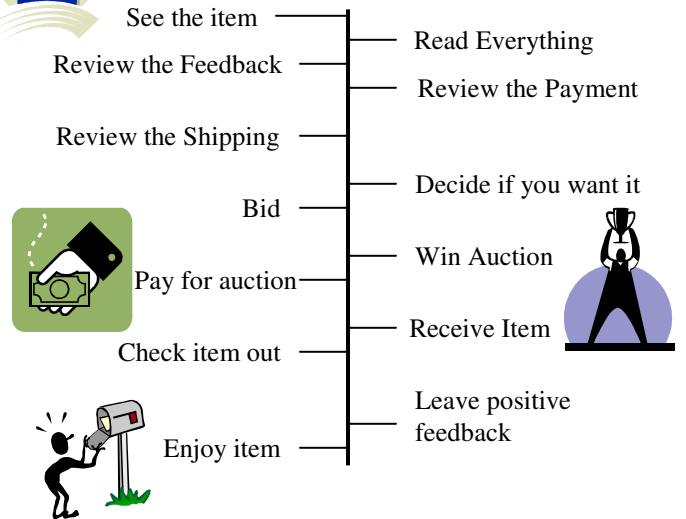 See the item
Read Everything
Review the Feedback
Review the Payment
Review the Shipping
Decide if you want it
Bid
Win Auction
Pay for auction
Receive Item
Check item out
Leave positive
feedback
Enjoy item